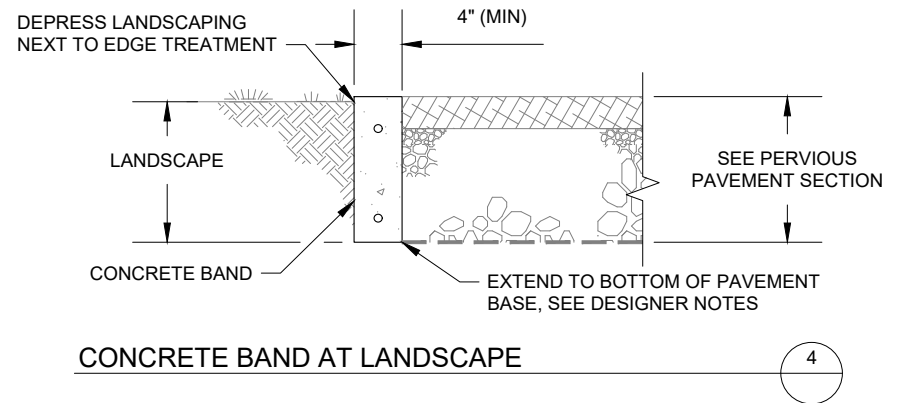 DEPRESS LANDSCAPING
NEXT TO EDGE TREATMENT
4" (MIN)
LANDSCAPE
SEE PERVIOUS
PAVEMENT SECTION
CONCRETE BAND
EXTEND TO BOTTOM OF PAVEMENT
BASE, SEE DESIGNER NOTES
CONCRETE BAND AT LANDSCAPE
4